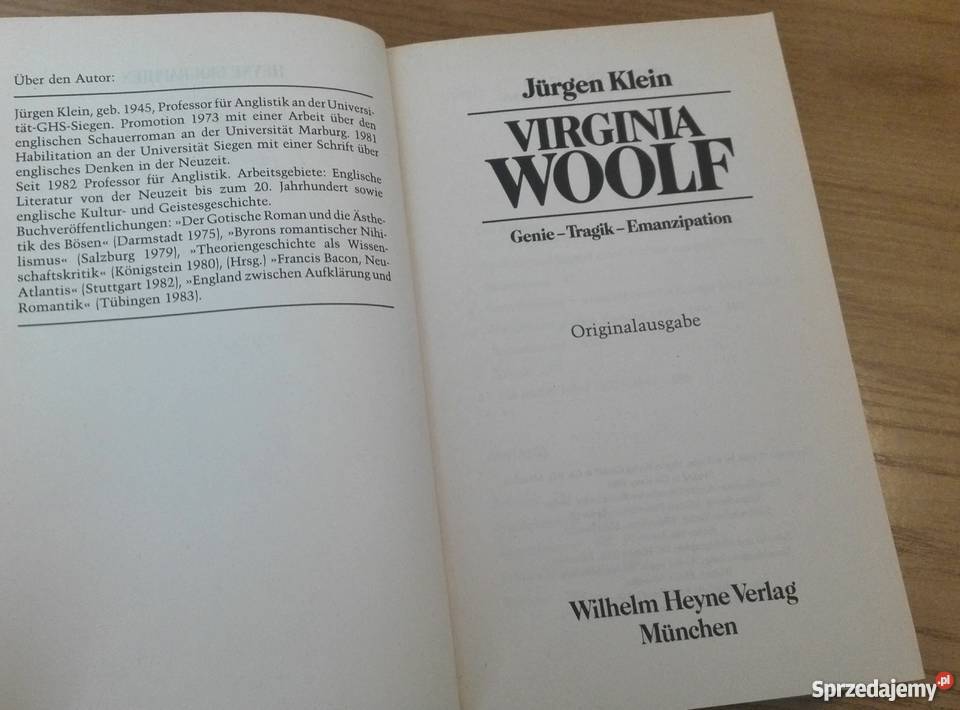 Über den Autor:
Jürgen Klein, geb. 1945, Professor für Anglistik an der Universi-
tät-GHS-Siegen. Promotion 1973 mit einer Arbeit über den
englischen Schauerroman an der Universität Marburg. 1981
Habilitation an der Universität Siegen mit einer Schrift über
englisches Denken in der Neuzeit.
Seit 1982 Professor für Anglistik. Arbeitsgebiete: Englische
Literatur von der Neuzeit bis zum 20. Jahrhundert sowie
englische Kultur- und Geistesgeschichte.
Buchveröffentlichungen: »Der Gotische Roman und die Ästhe-
tik des Bösen« (Darmstadt 1975), »Byrons romantischer Nihi-
lismus« (Salzburg 1979), »Theoriengeschichte als Wissen-
schaftskritik« (Königstein 1980), (Hrsg.) »Francis Bacon, Neu-
Atlantis« (Stuttgart 1982), »England zwischen Aufklärung und
Romantik« (Tübingen 1983).
Jürgen Klein
VIRGINIA
WOOLF
Genie – Tragik – Emanzipation
Originalausgabe
Wilhelm Heyne Verlag
München
Sprzedajemy.pl